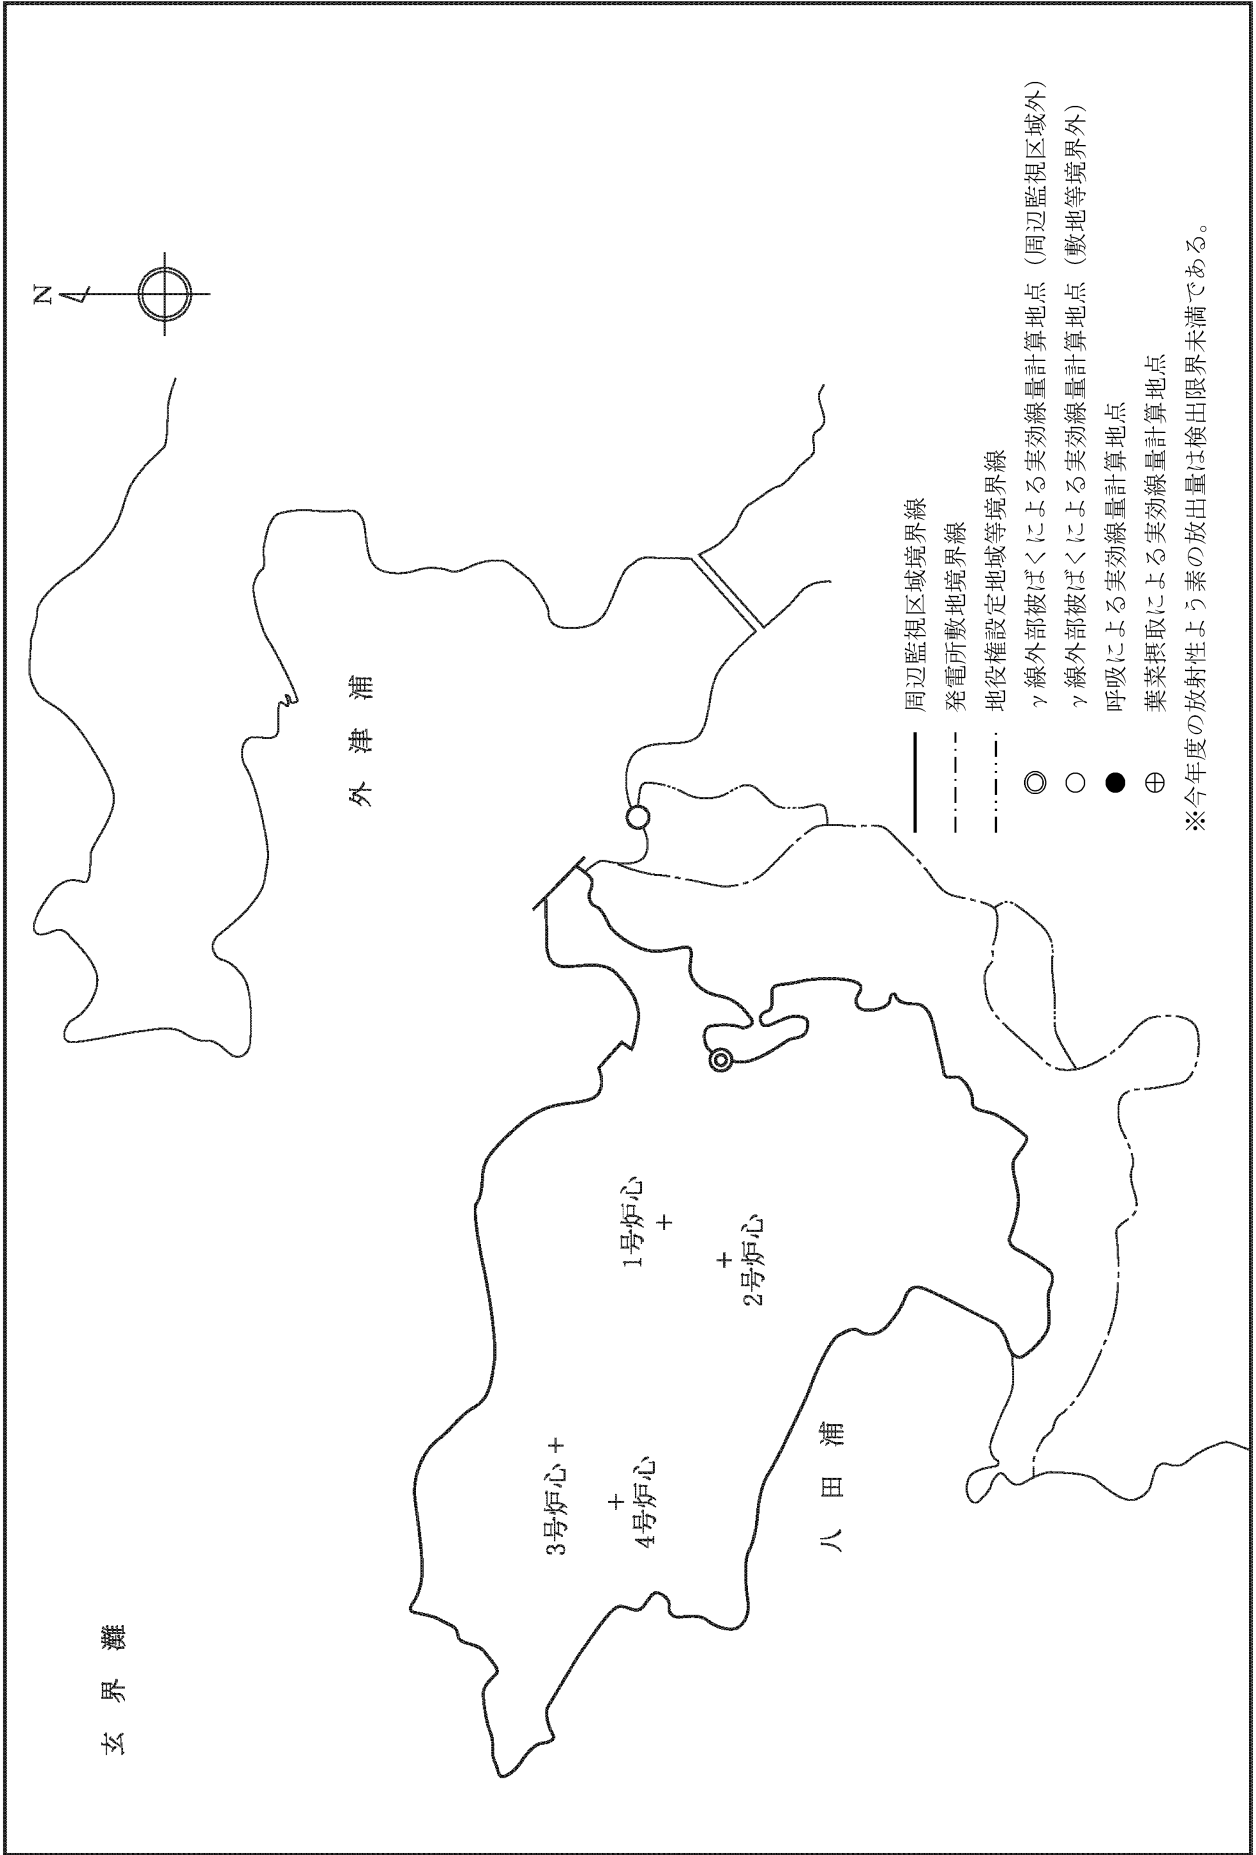 N
玄界灘
外津浦
1号炉心
2号炉心
3号炉心
4号炉心
八田浦
周辺監視区域境界線
発電所敷地境界線
地役権設定地域等境界線
γ線外部被ばくによる実効線量計算地点（周辺監視区域外）
γ線外部被ばくによる実効線量計算地点（敷地等境界外）
呼吸による実効線量計算地点
葉菜摂取による実効線量計算地点
※今年度の放射性よう素の放出量は検出限界未満である。